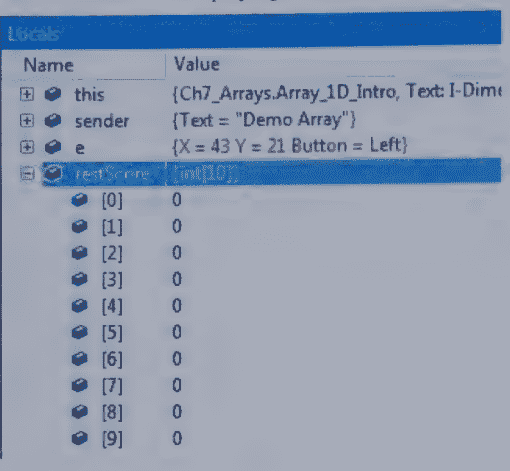 Locals
Name Value
this {Ch7_Arrays.Array_1D_Intro, Text: I-Dime
sender {Text = "Demo Array"}
e {X = 43 Y = 21 Button = Left}
testScore {int[10]}
[0] 0
[1] 0
[2] 0
[3] 0
[4] 0
[5] 0
[6] 0
[7] 0
[8] 0
[9] 0